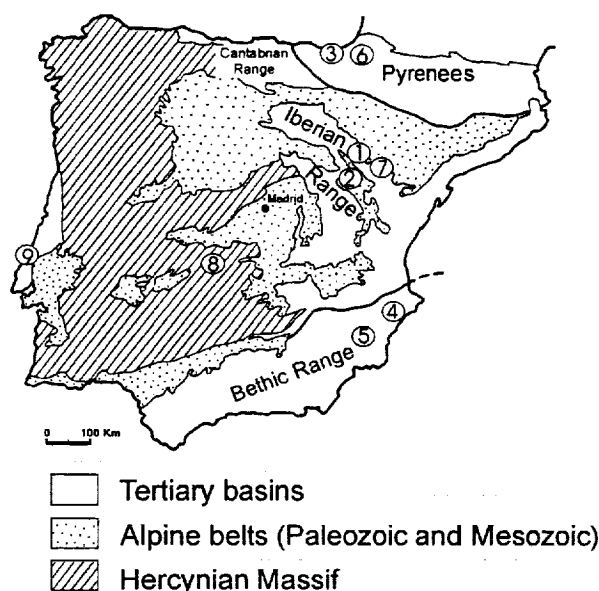 Cantabrian
Range
3 6
Pyrenees
Iberian
Range
1
7
2
Madrid
9
8
4
5
Bethic Range
0 100 Km
Tertiary basins
Alpine belts (Paleozoic and Mesozoic)
Hercynian Massif